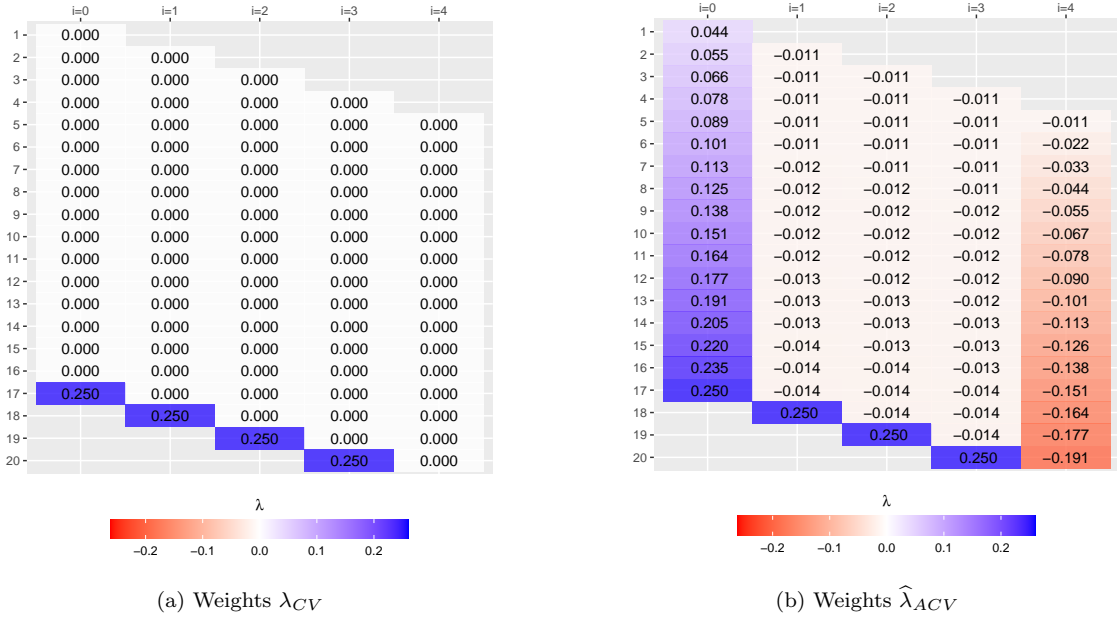 i=0 i=1 i=2 i=3 i=4
1 0.000
2 0.000 0.000
3 0.000 0.000 0.000
4 0.000 0.000 0.000 0.000
5 0.000 0.000 0.000 0.000 0.000
6 0.000 0.000 0.000 0.000 0.000
7 0.000 0.000 0.000 0.000 0.000
8 0.000 0.000 0.000 0.000 0.000
9 0.000 0.000 0.000 0.000 0.000
10 0.000 0.000 0.000 0.000 0.000
11 0.000 0.000 0.000 0.000 0.000
12 0.000 0.000 0.000 0.000 0.000
13 0.000 0.000 0.000 0.000 0.000
14 0.000 0.000 0.000 0.000 0.000
15 0.000 0.000 0.000 0.000 0.000
16 0.000 0.000 0.000 0.000 0.000
17 0.250 0.000 0.000 0.000 0.000
18 0.250 0.000 0.000 0.000
19 0.250 0.000 0.000
20 0.250 0.000
λ
−0.2 −0.1 0.0 0.1 0.2
(a) Weights λ_CV
i=0 i=1 i=2 i=3 i=4
1 0.044
2 0.055 −0.011
3 0.066 −0.011 −0.011
4 0.078 −0.011 −0.011 −0.011
5 0.089 −0.011 −0.011 −0.011 −0.011
6 0.101 −0.011 −0.011 −0.011 −0.022
7 0.113 −0.012 −0.011 −0.011 −0.033
8 0.125 −0.012 −0.012 −0.011 −0.044
9 0.138 −0.012 −0.012 −0.012 −0.055
10 0.151 −0.012 −0.012 −0.012 −0.067
11 0.164 −0.012 −0.012 −0.012 −0.078
12 0.177 −0.013 −0.012 −0.012 −0.090
13 0.191 −0.013 −0.013 −0.012 −0.101
14 0.205 −0.013 −0.013 −0.013 −0.113
15 0.220 −0.014 −0.013 −0.013 −0.126
16 0.235 −0.014 −0.014 −0.013 −0.138
17 0.250 −0.014 −0.014 −0.014 −0.151
18 0.250 −0.014 −0.014 −0.164
19 0.250 −0.014 −0.177
20 0.250 −0.191
λ
−0.2 −0.1 0.0 0.1 0.2
(b) Weights λ̂_ACV